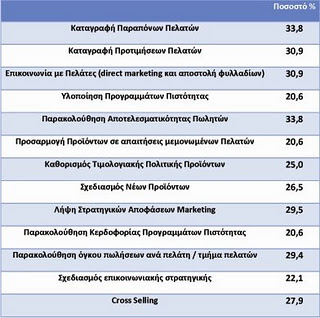 Ποσοστό %
Καταγραφή Παραπόνων Πελατών 33,8
Καταγραφή Προτιμήσεων Πελατών 30,9
Επικοινωνία με Πελάτες (direct marketing και αποστολή φυλλαδίων) 30,9
Υλοποίηση Προγραμμάτων Πιστότητας 20,6
Παρακολούθηση Αποτελεσματικότητας Πωλητών 33,8
Προσαρμογή Προϊόντων σε απαιτήσεις μεμονωμένων Πελατών 20,6
Καθορισμός Τιμολογιακής Πολιτικής Προϊόντων 25,0
Σχεδιασμός Νέων Προϊόντων 26,5
Λήψη Στρατηγικών Αποφάσεων Marketing 29,5
Παρακολούθηση Κερδοφορίας Προγραμμάτων Πιστότητας 20,6
Παρακολούθηση όγκου πωλήσεων ανά πελάτη / τμήμα πελατών 29,4
Σχεδιασμός επικοινωνιακής στρατηγικής 22,1
Cross Selling 27,9